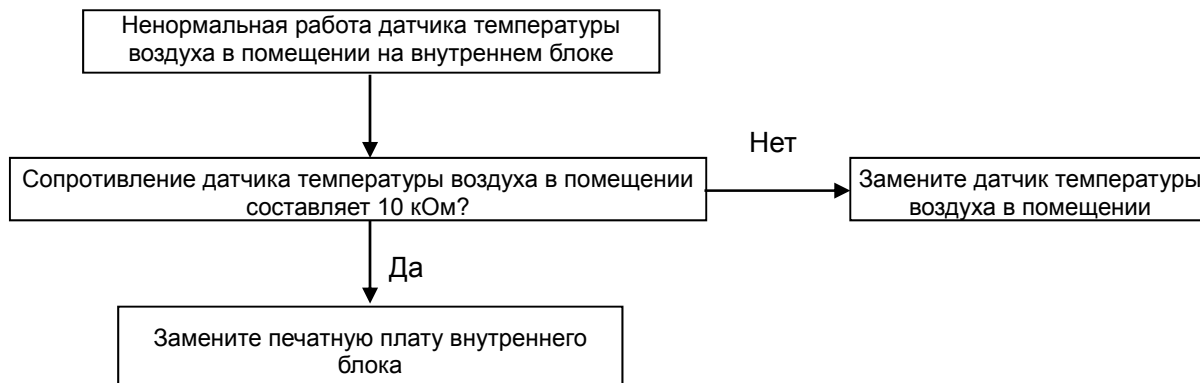 Ненормальная работа датчика температуры
воздуха в помещении на внутреннем блоке
Нет
Сопротивление датчика температуры воздуха в помещении
составляет 10 кОм?
Замените датчик температуры
воздуха в помещении
Да
Замените печатную плату внутреннего
блока